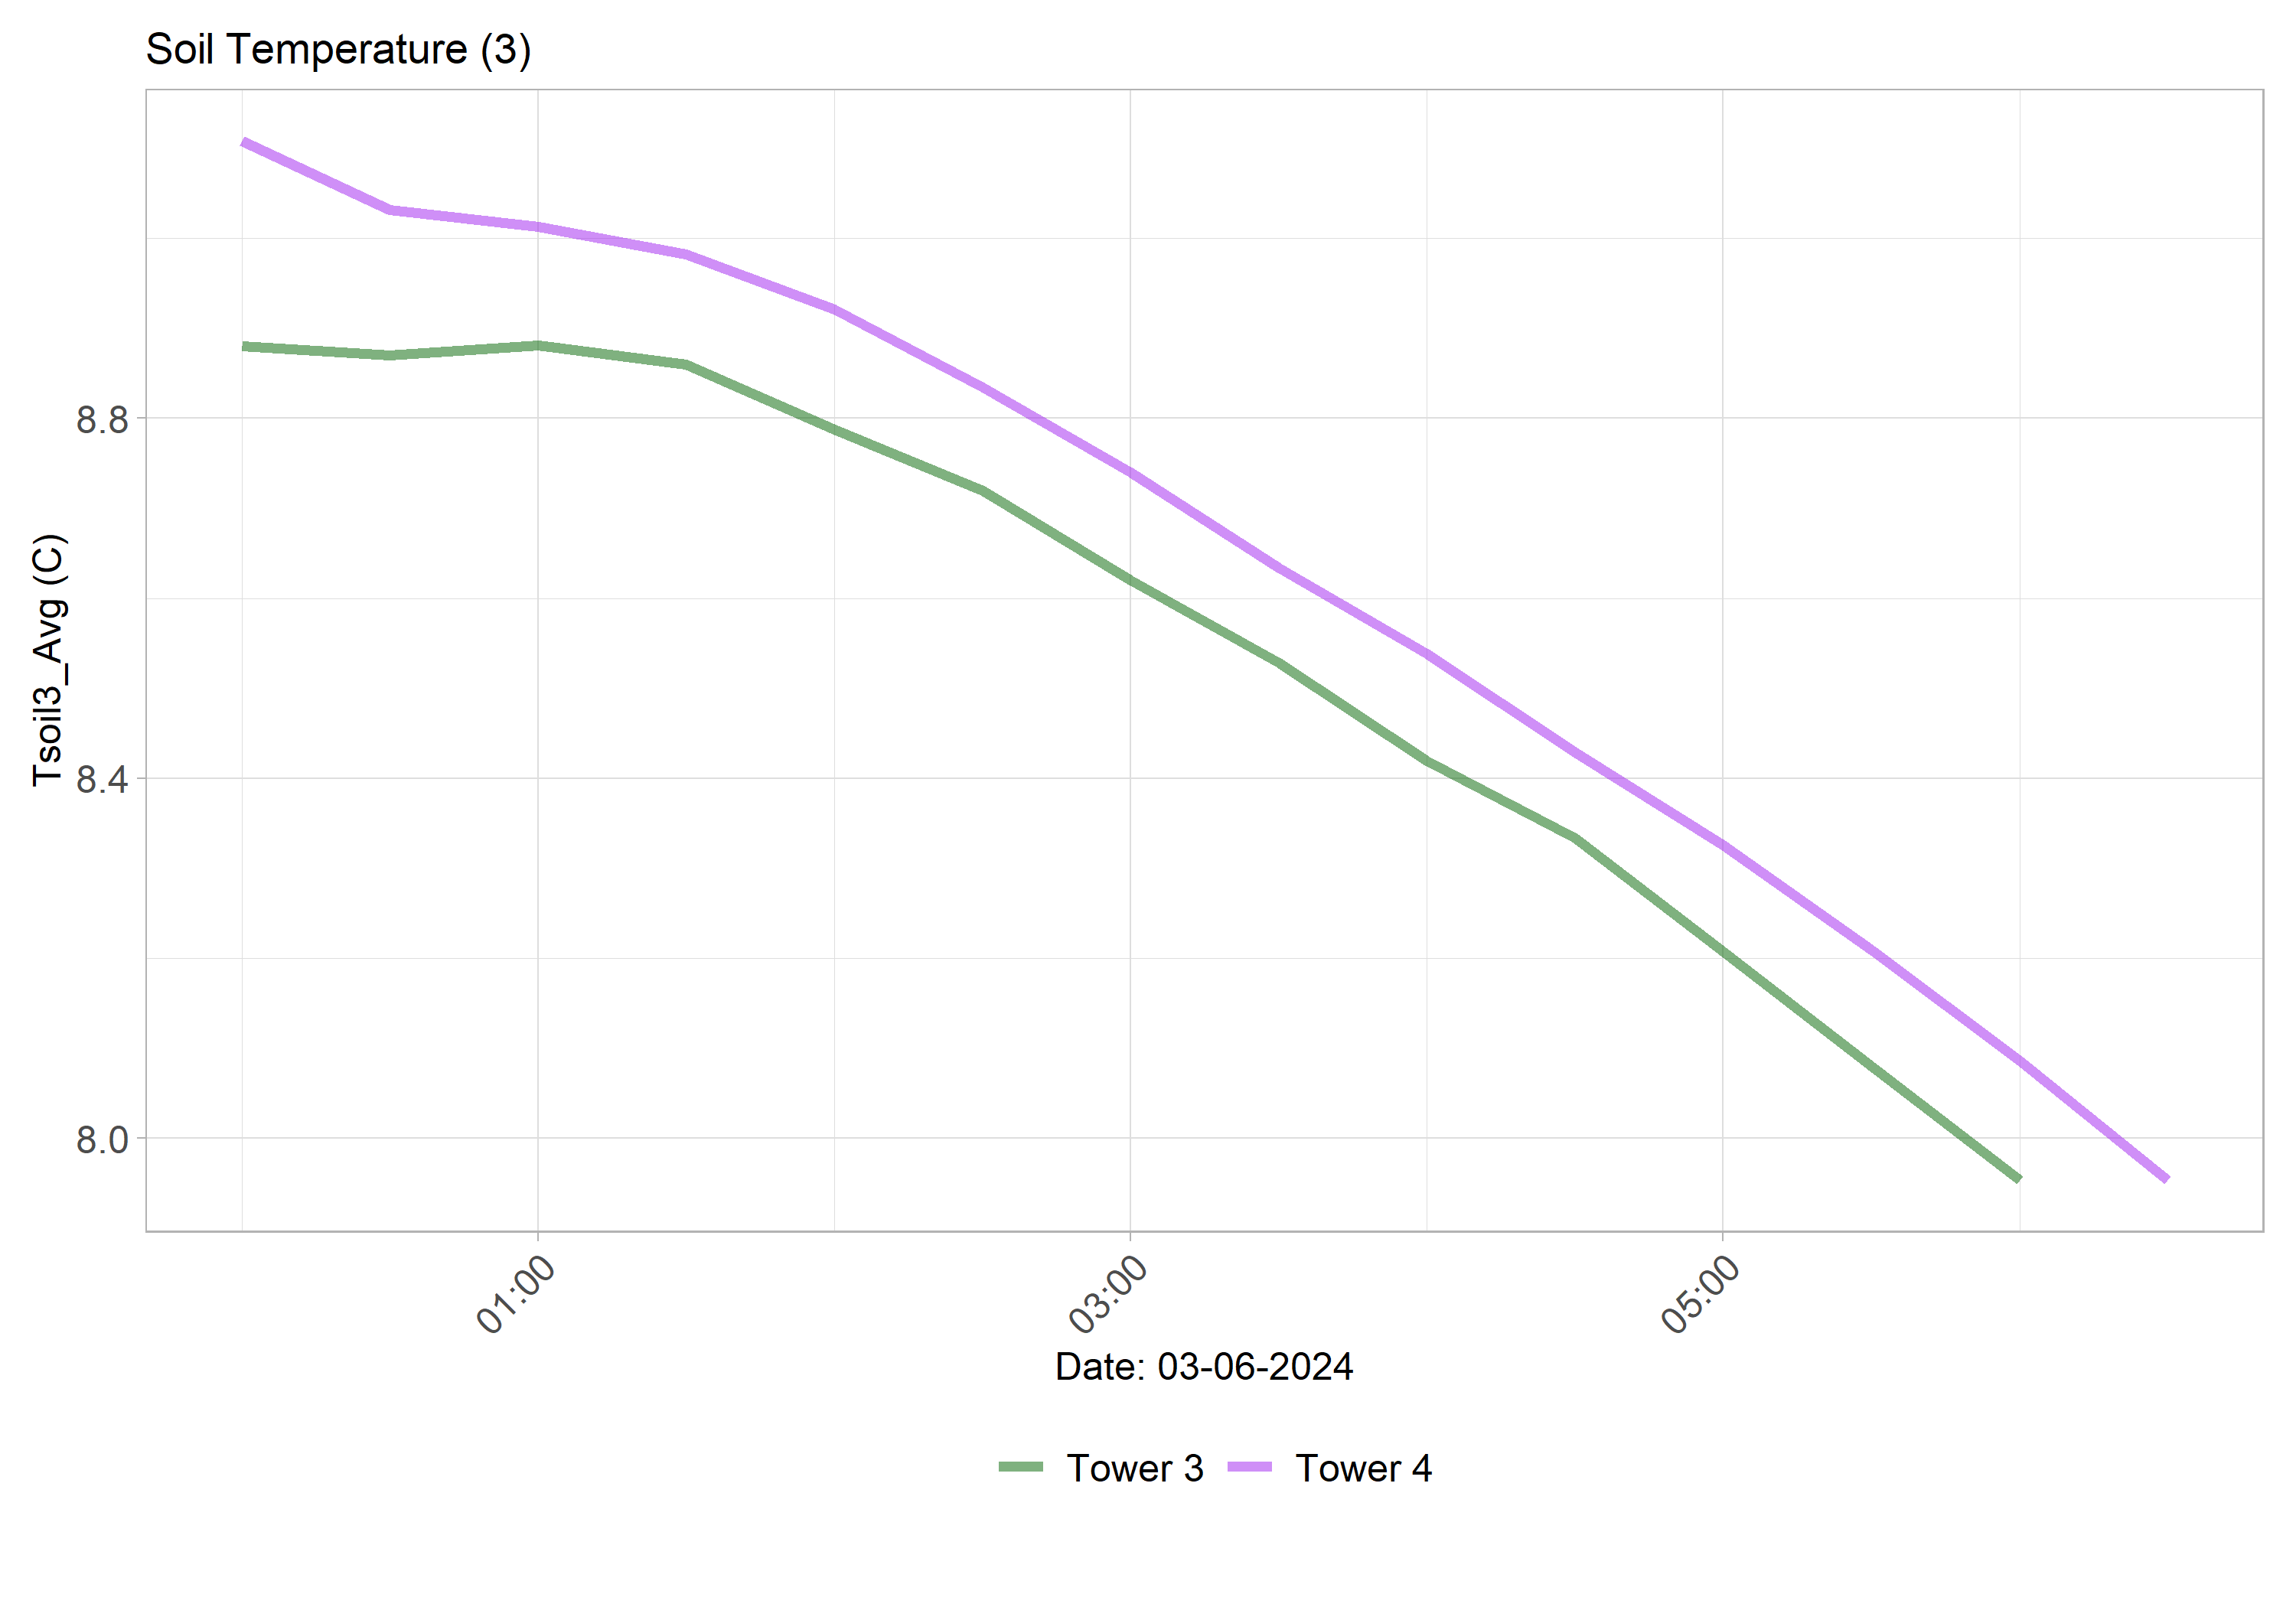 Soil Temperature (3)
Tsoil3_Avg (C)
8.8
8.4
8.0
01:00
03:00
05:00
Date: 03-06-2024
Tower 3
Tower 4